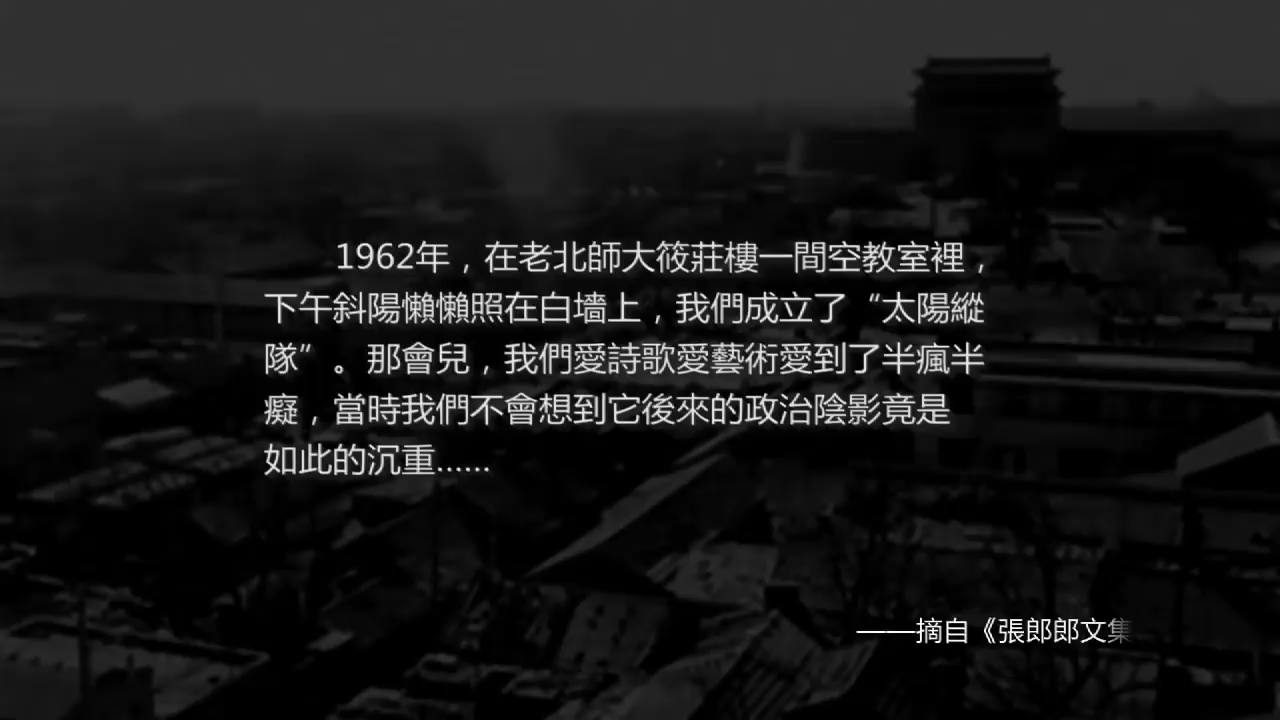 1962年，在老北師大筱莊樓一間空教室裡，
下午斜陽懶懶照在白墻上，我們成立了“太陽縱
隊”。那會兒，我們愛詩歌愛藝術愛到了半瘋半
癡，當時我們不會想到它後來的政治陰影竟是
如此的沉重……
——摘自《張郎郎文集